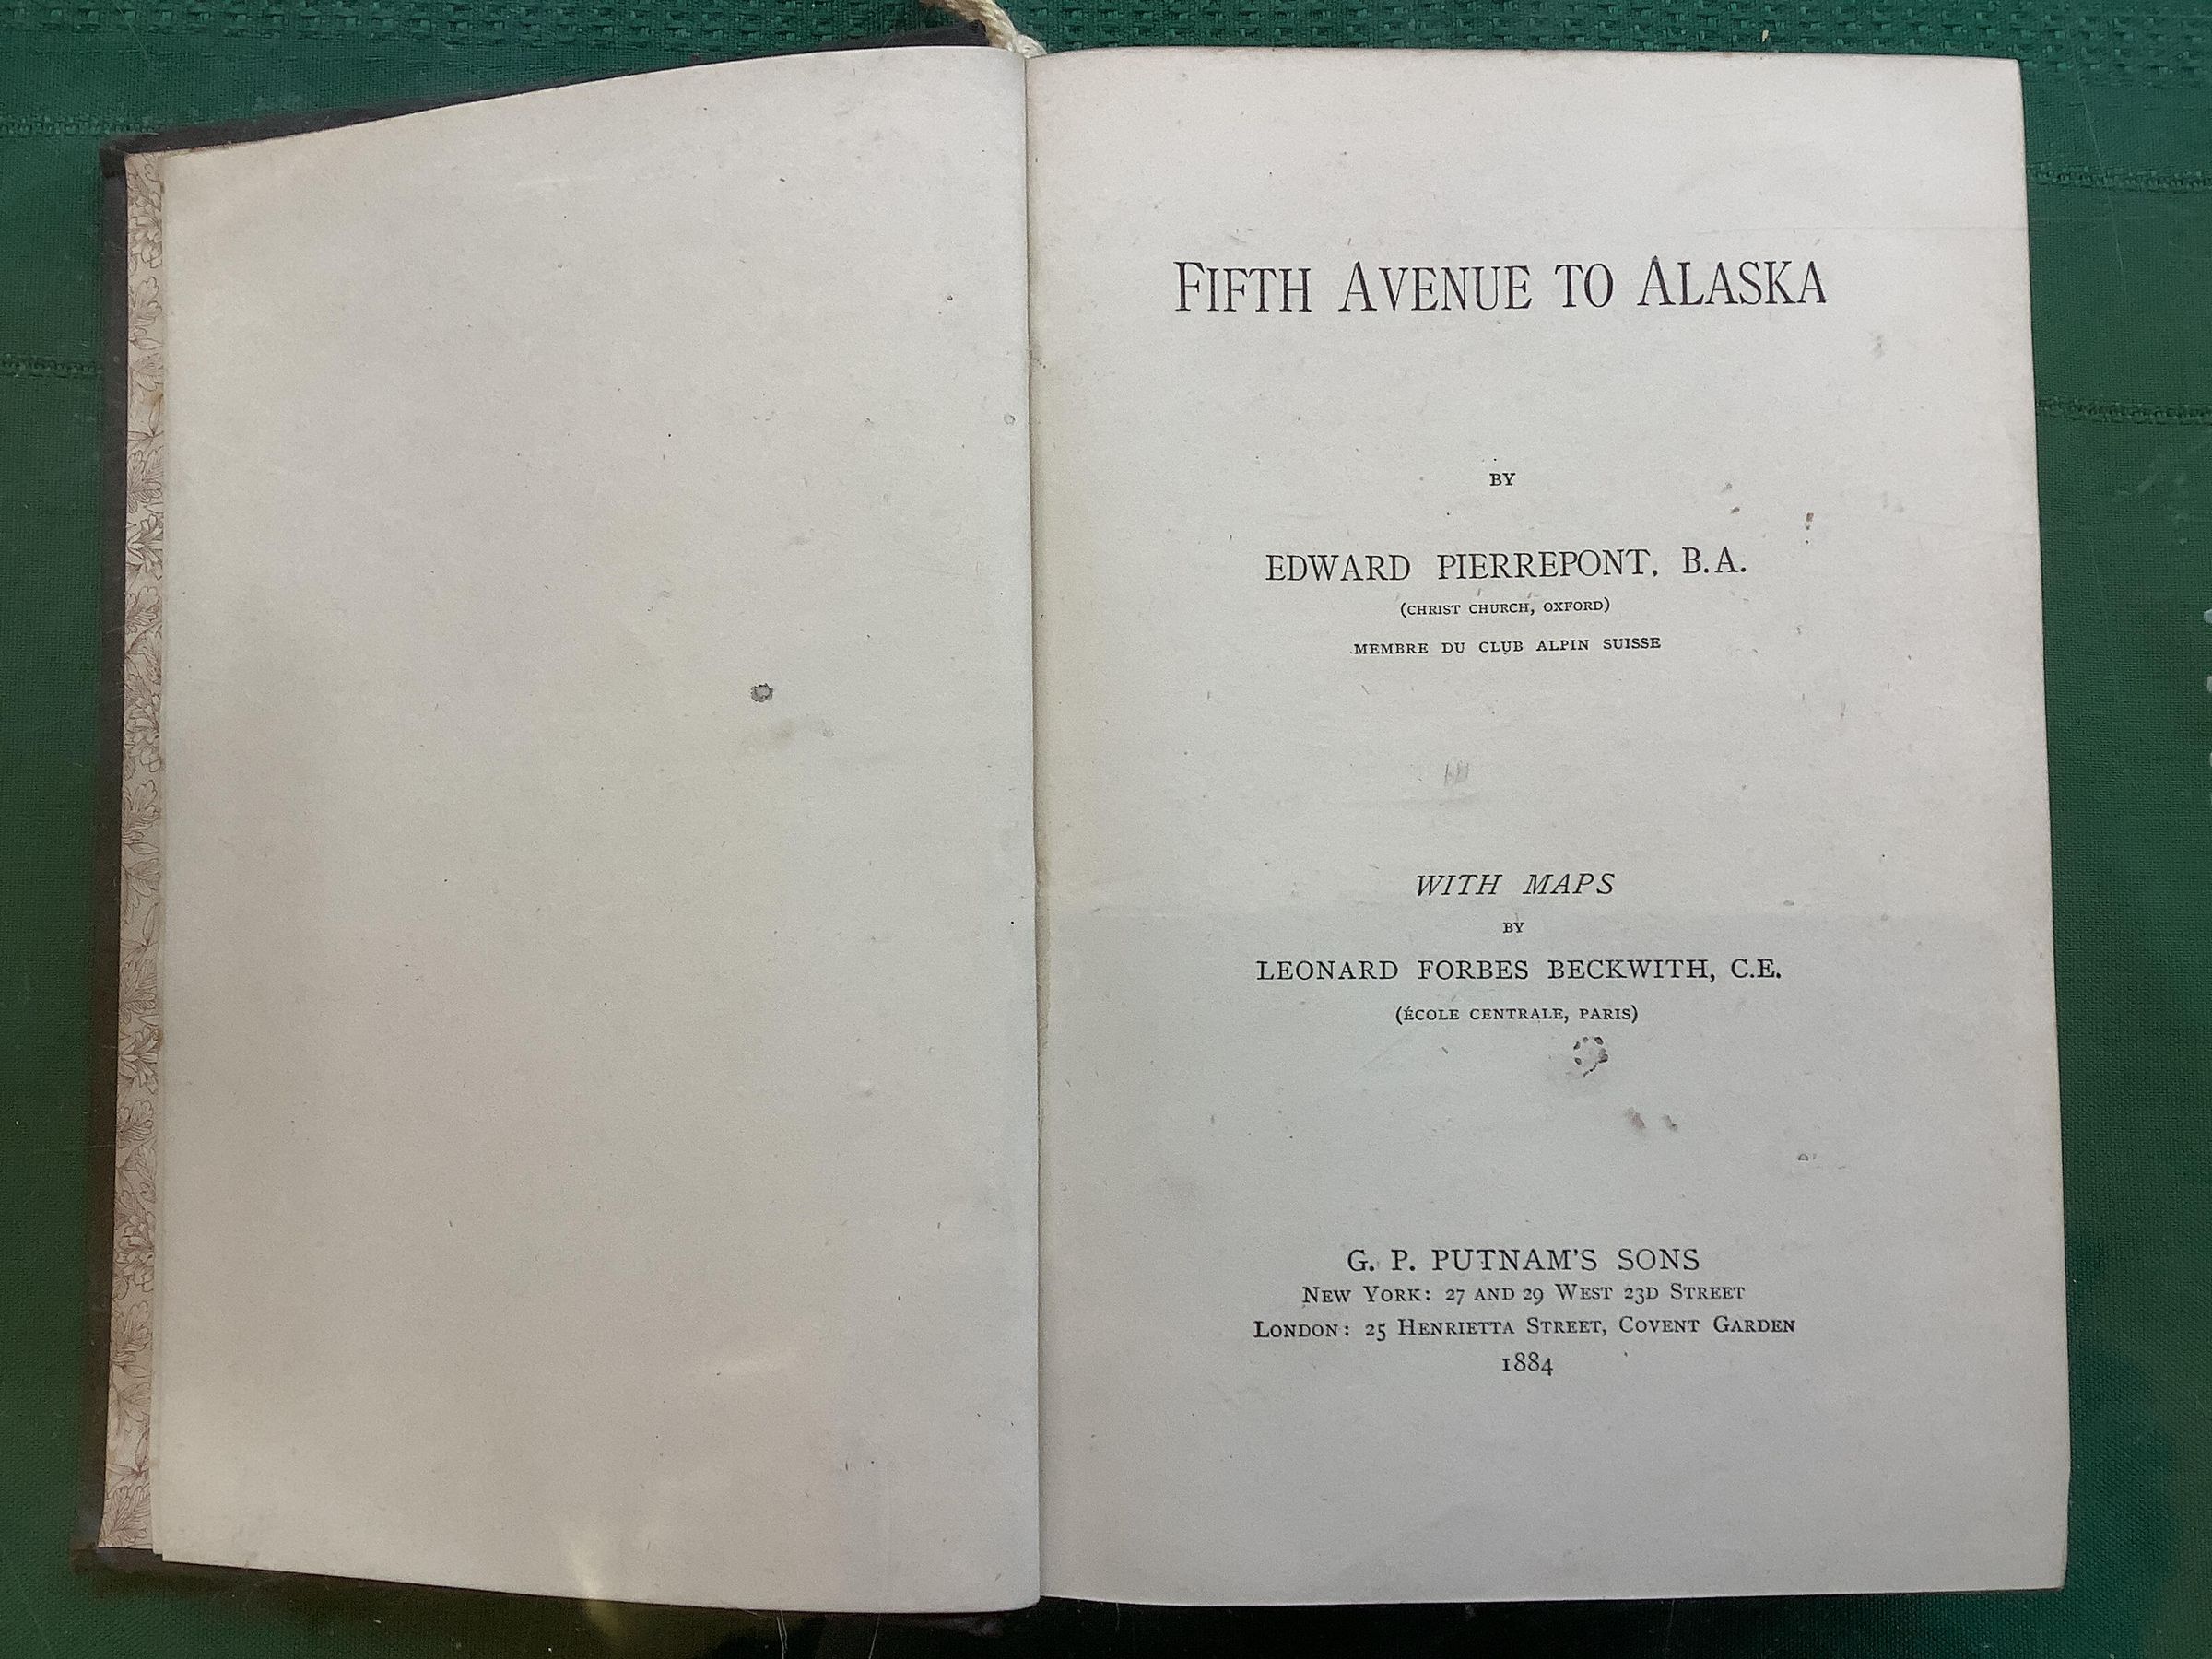 FIFTH AVENUE TO ALASKA
BY
EDWARD PIERREPONT, B.A.
(CHRIST CHURCH, OXFORD)
MEMBRE DU CLUB ALPIN SUISSE
WITH MAPS
BY
LEONARD FORBES BECKWITH, C.E.
(ÉCOLE CENTRALE, PARIS)
G. P. PUTNAM'S SONS
NEW YORK: 27 AND 29 WEST 23D STREET
LONDON: 25 HENRIETTA STREET, COVENT GARDEN
1884